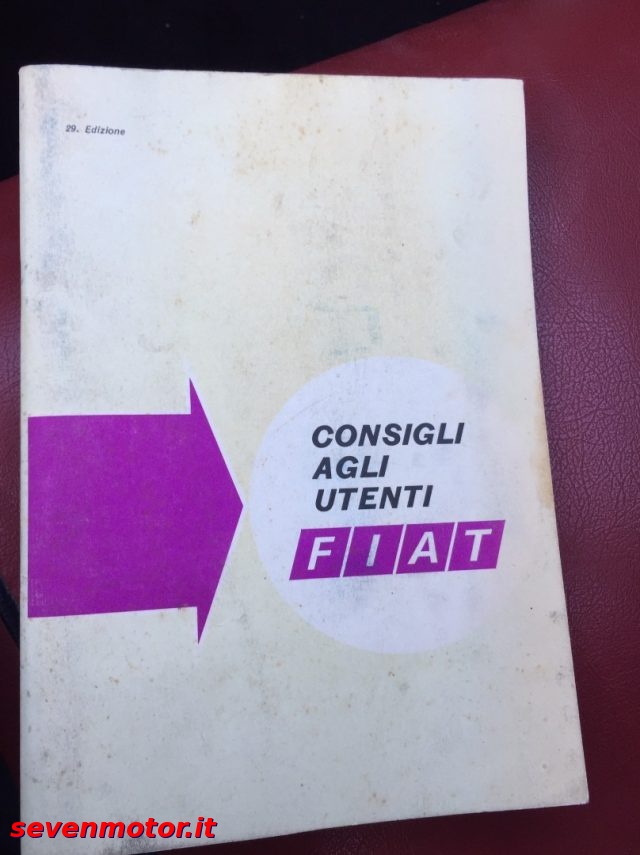 29. Edizione
CONSIGLI
AGLI
UTENTI
FIAT
sevenmotor.it